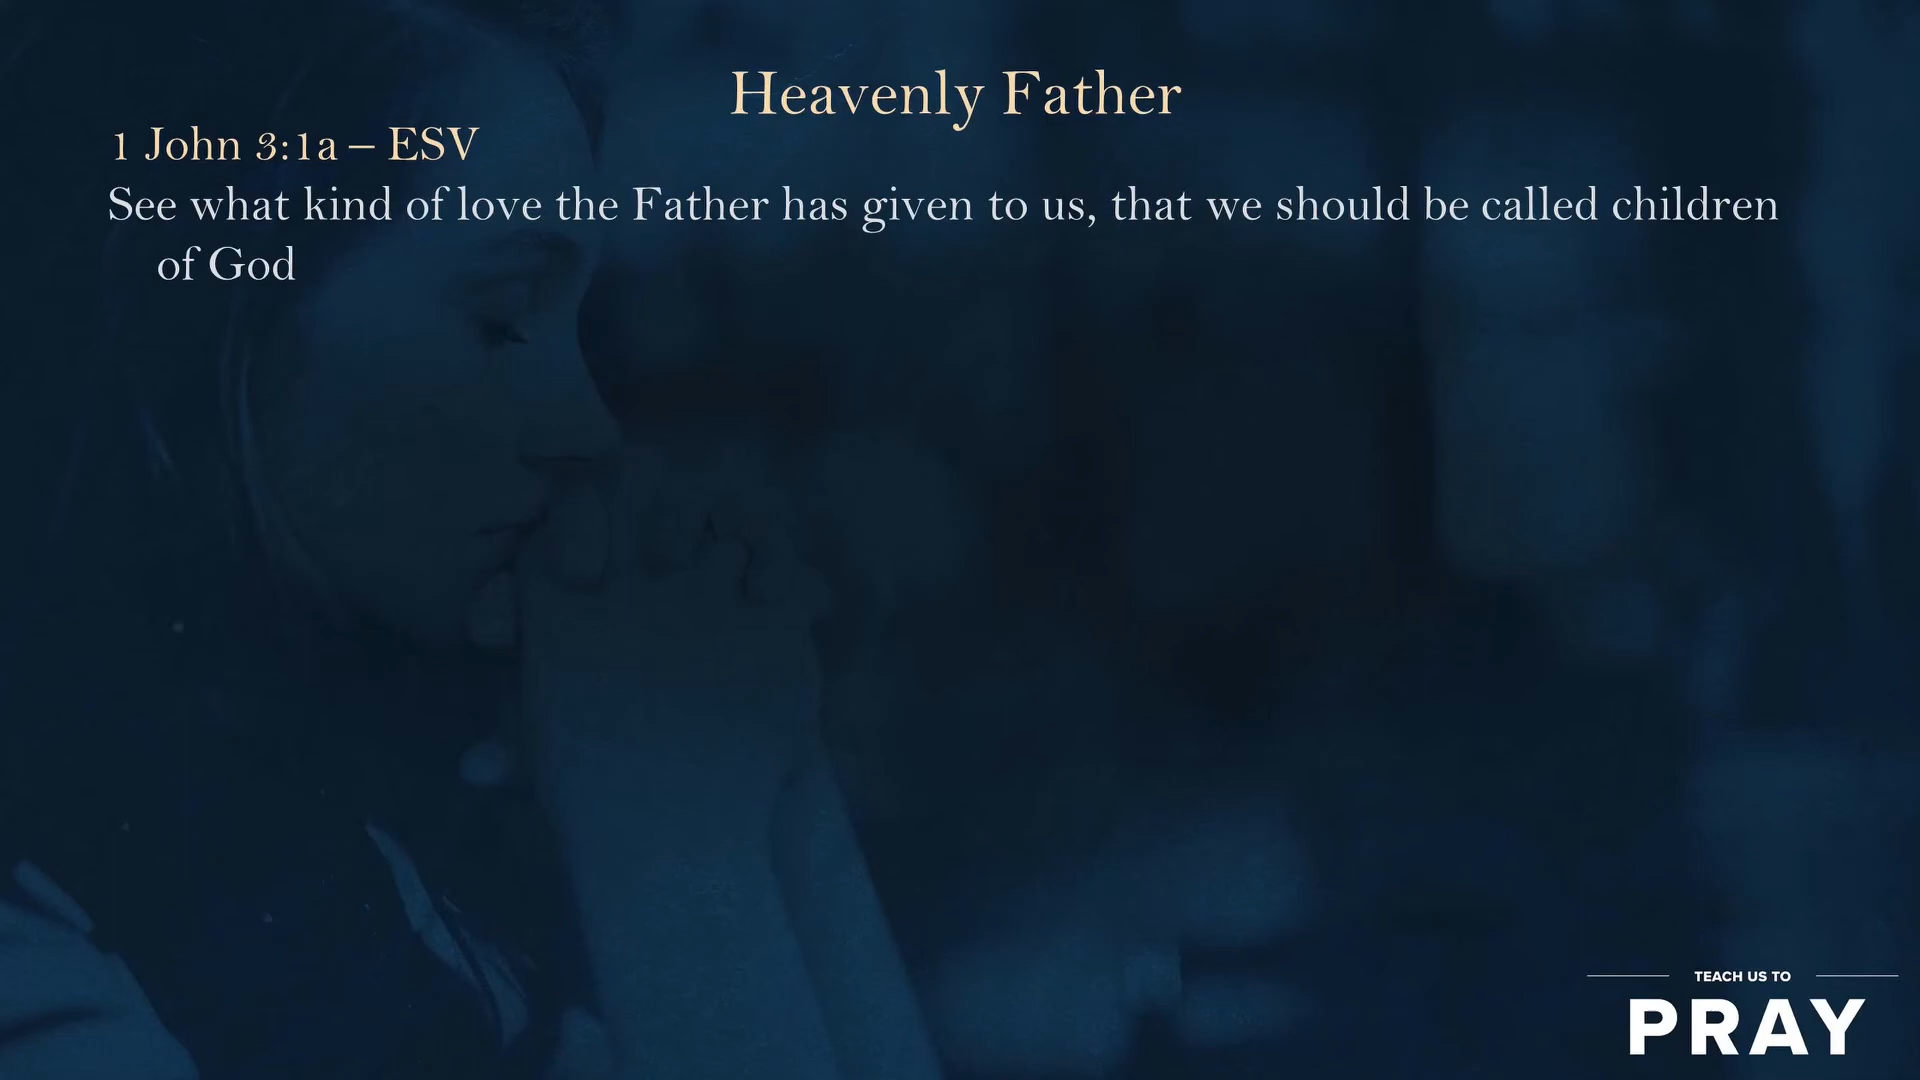 Heavenly Father
1 John 3:1a – ESV
See what kind of love the Father has given to us, that we should be called children
of God
TEACH US TO
PRAY